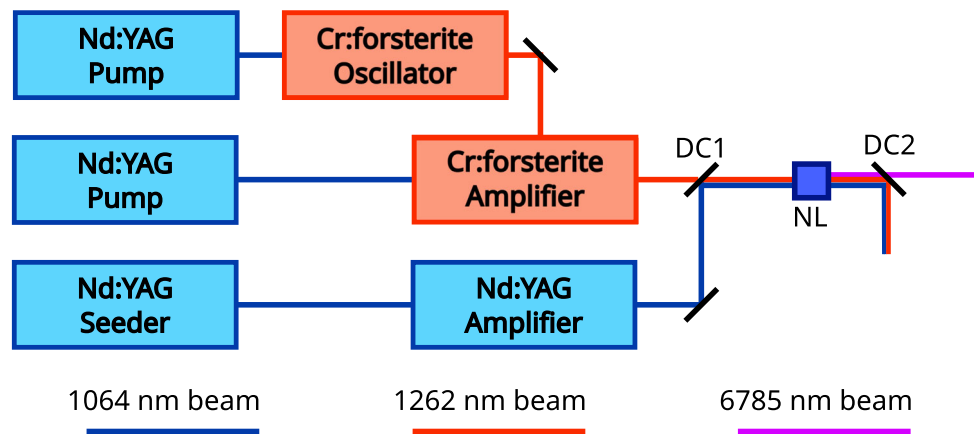 Nd:YAG
Pump
Cr:forsterite
Oscillator
Nd:YAG
Pump
Cr:forsterite
Amplifier
DC1
DC2
NL
Nd:YAG
Seeder
Nd:YAG
Amplifier
1064 nm beam
1262 nm beam
6785 nm beam